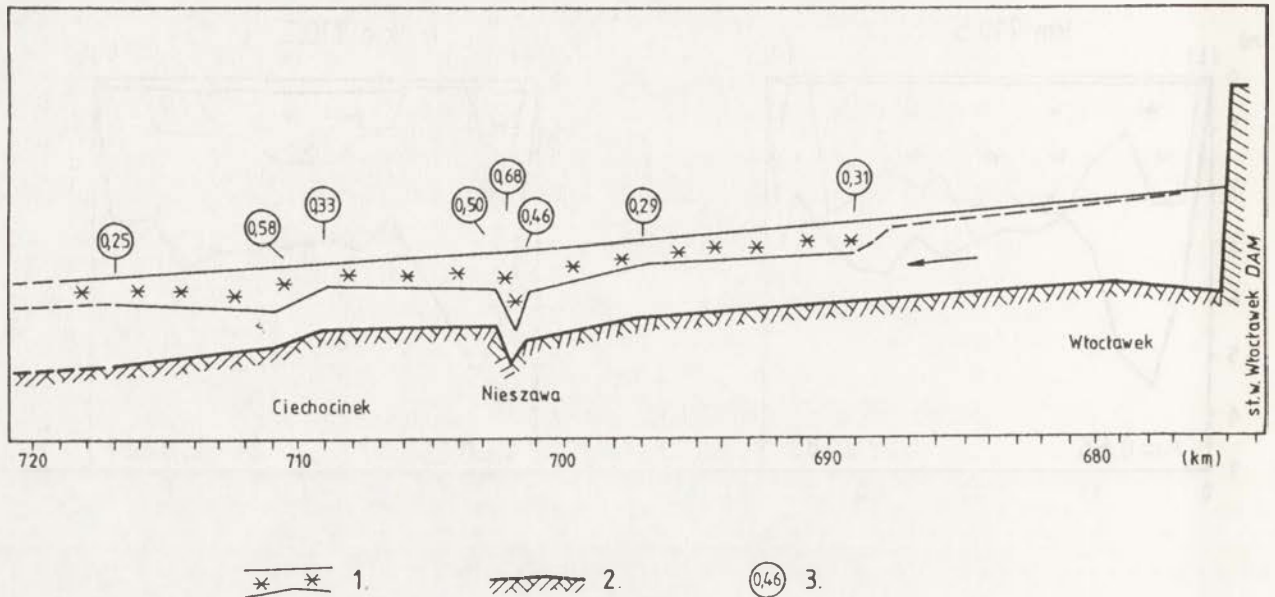 0,25
0,58
0,33
0,50
0,68
0,46
0,29
0,31
st.w. Włocławek DAM
Włocławek
Nieszawa
Ciechocinek
720 710 700 690 680 (km)
1.
2.
0,46 3.